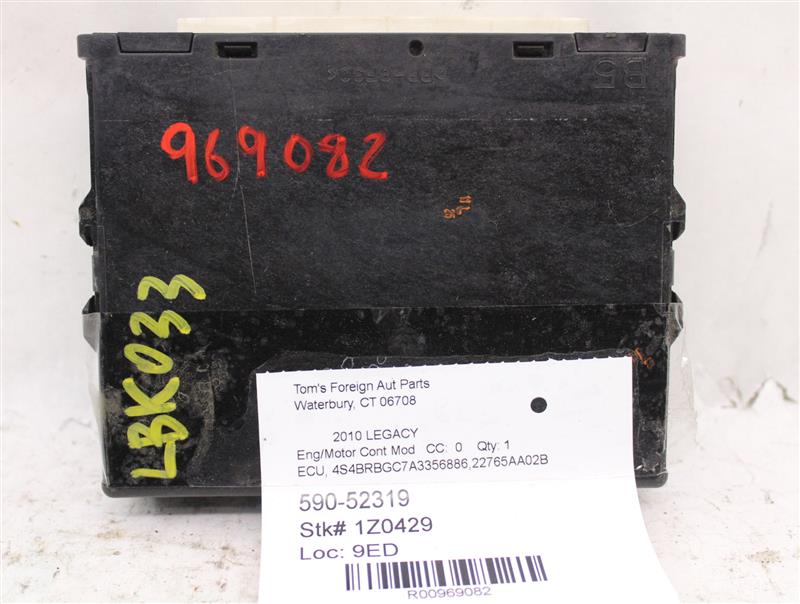 B5
969082
LBK033
Tom's Foreign Aut Parts
Waterbury, CT 06708
2010 LEGACY
Eng/Motor Cont Mod CC: 0 Qty: 1
ECU, 4S4BRBGC7A3356886,22765AA02B
590-52319
Stk# 1Z0429
Loc: 9ED
R00969082